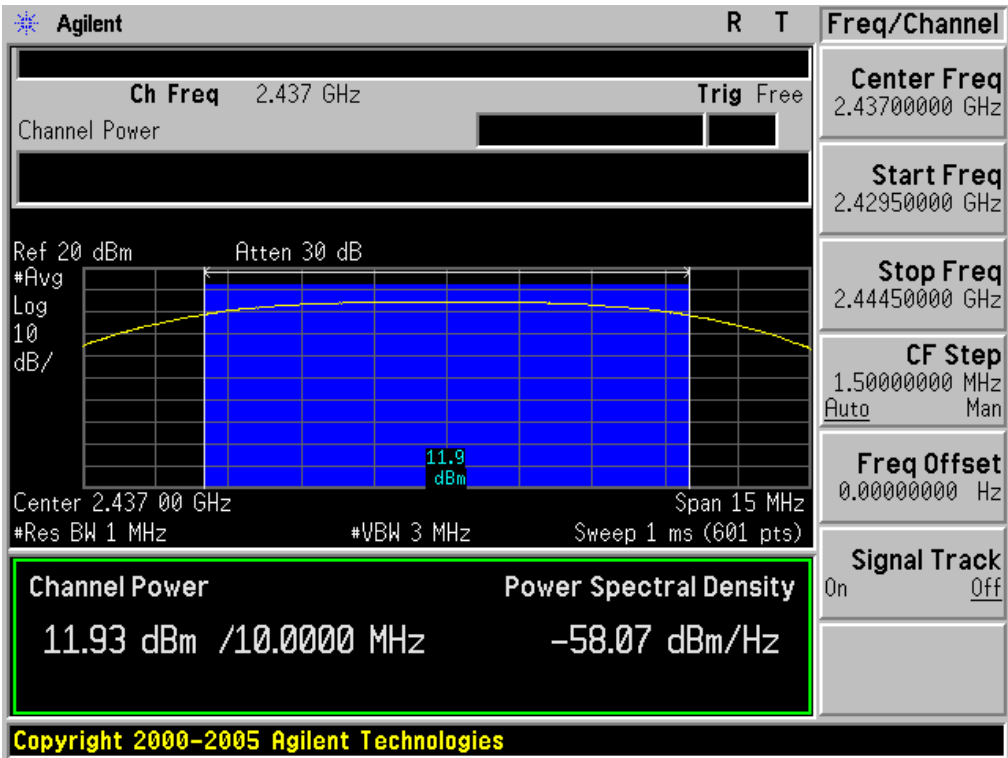 Agilent R T
Freq/Channel
Ch Freq 2.437 GHz Trig Free
Channel Power
Ref 20 dBm Atten 30 dB
#Avg
Log
10
dB/
11.9
dBm
Center 2.437 00 GHz Span 15 MHz
#Res BW 1 MHz #VBW 3 MHz Sweep 1 ms (601 pts)
Channel Power Power Spectral Density
11.93 dBm /10.0000 MHz -58.07 dBm/Hz
Center Freq
2.43700000 GHz
Start Freq
2.42950000 GHz
Stop Freq
2.44450000 GHz
CF Step
1.50000000 MHz
Auto Man
Freq Offset
0.00000000 Hz
Signal Track
On Off
Copyright 2000-2005 Agilent Technologies